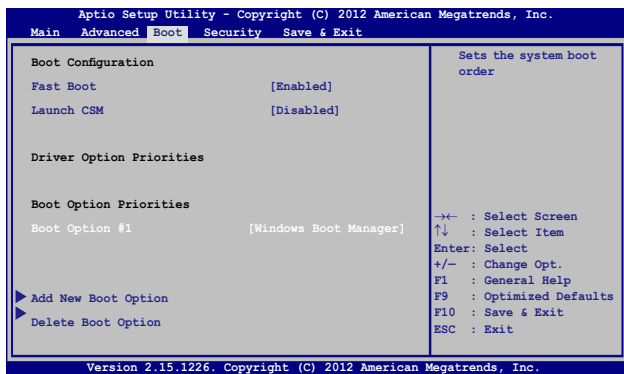 Aptio Setup Utility - Copyright (C) 2012 American Megatrends, Inc.
Main Advanced Boot Security Save & Exit
Boot Configuration
Fast Boot [Enabled]
Launch CSM [Disabled]
Driver Option Priorities
Boot Option Priorities
Boot Option #1 [Windows Boot Manager]
Add New Boot Option
Delete Boot Option
Sets the system boot
order
→← : Select Screen
↑↓ : Select Item
Enter: Select
+/— : Change Opt.
F1 : General Help
F9 : Optimized Defaults
F10 : Save & Exit
ESC : Exit
Version 2.15.1226. Copyright (C) 2012 American Megatrends, Inc.